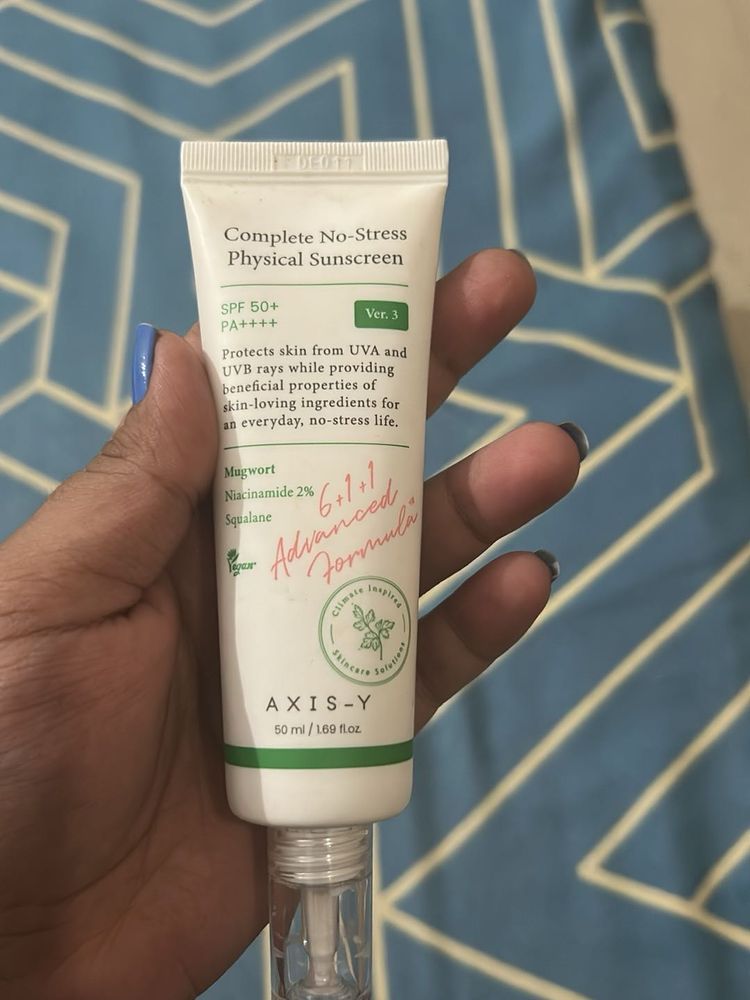 Complete No-Stress
Physical Sunscreen
SPF 50+
PA++++
Ver. 3
Protects skin from UVA and
UVB rays while providing
beneficial properties of
skin-loving ingredients for
an everyday, no-stress life.
Mugwort
Niacinamide 2%
Squalane
6+1+1
Advanced
Formula
Vegan
Climate Inspired
Skincare Solutions
AXIS-Y
50 ml / 1.69 fl.oz.